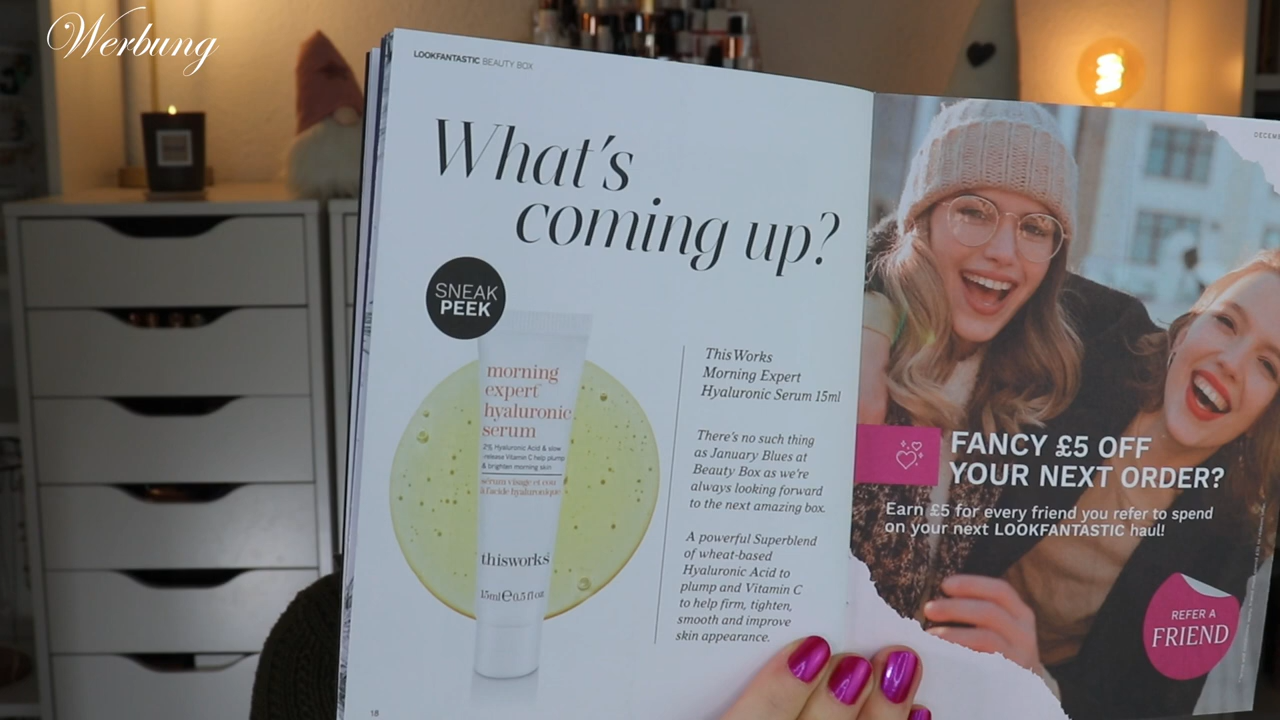 Werbung
LOOKFANTASTIC BEAUTY BOX
What's
coming up?
SNEAK
PEEK
morning
expert™
hyaluronic
serum
2% Hyaluronic Acid & slow
-release Vitamin C help plump
& brighten morning skin
serum visage et cou
à l'acide hyaluronique
thisworks
15ml e 0.5 fl oz
This Works
Morning Expert
Hyaluronic Serum 15ml
There's no such thing
as January Blues at
Beauty Box as we're
always looking forward
to the next amazing box.
A powerful Superblend
of wheat-based
Hyaluronic Acid to
plump and Vitamin C
to help firm, tighten,
smooth and improve
skin appearance.
18
FANCY £5 OFF
YOUR NEXT ORDER?
Earn £5 for every friend you refer to spend
on your next LOOKFANTASTIC haul!
REFER A
FRIEND